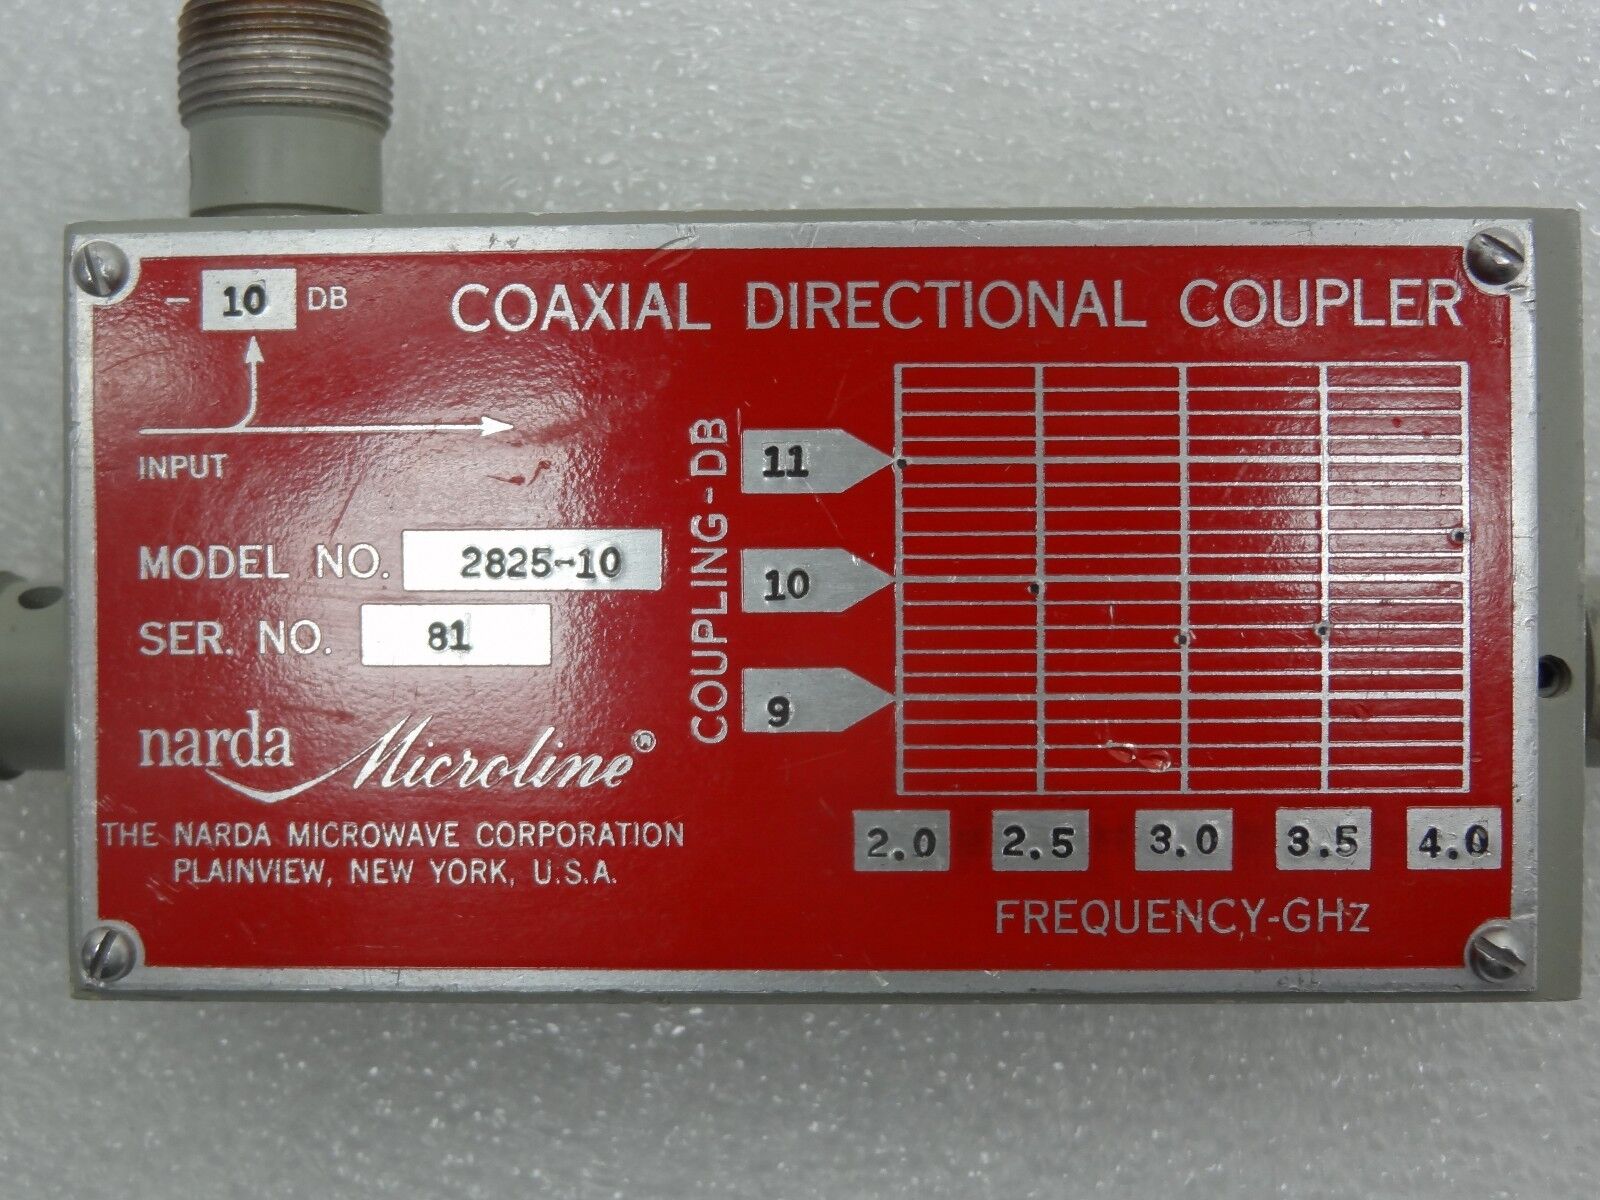 - 10 DB
COAXIAL DIRECTIONAL COUPLER
INPUT
MODEL NO. 2825-10
SER. NO. 81
narda Microline®
THE NARDA MICROWAVE CORPORATION
PLAINVIEW, NEW YORK, U.S.A.
COUPLING-DB
11
10
9
2.0 2.5 3.0 3.5 4.0
FREQUENCY-GHz